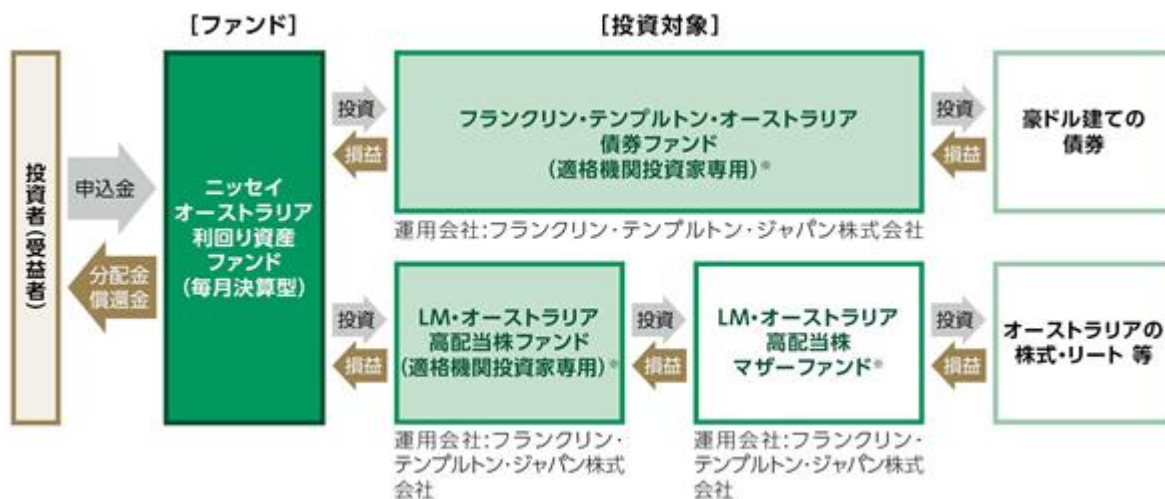 ［ファンド］
［投資対象］
投資者（受益者）
申込金
分配金
償還金
ニッセイ
オーストラリア
利回り資産
ファンド
（毎月決算型）
投資
損益
フランクリン・テンプルトン・オーストラリア
債券ファンド
（適格機関投資家専用）※
運用会社：フランクリン・テンプルトン・ジャパン株式会社
投資
損益
豪ドル建ての
債券
投資
損益
LM・オーストラリア
高配当株ファンド
（適格機関投資家専用）※
運用会社：フランクリン・
テンプルトン・ジャパン株式
会社
投資
損益
LM・オーストラリア
高配当株
マザーファンド※
運用会社：フランクリン・
テンプルトン・ジャパン株式
会社
投資
損益
オーストラリアの
株式・リート 等